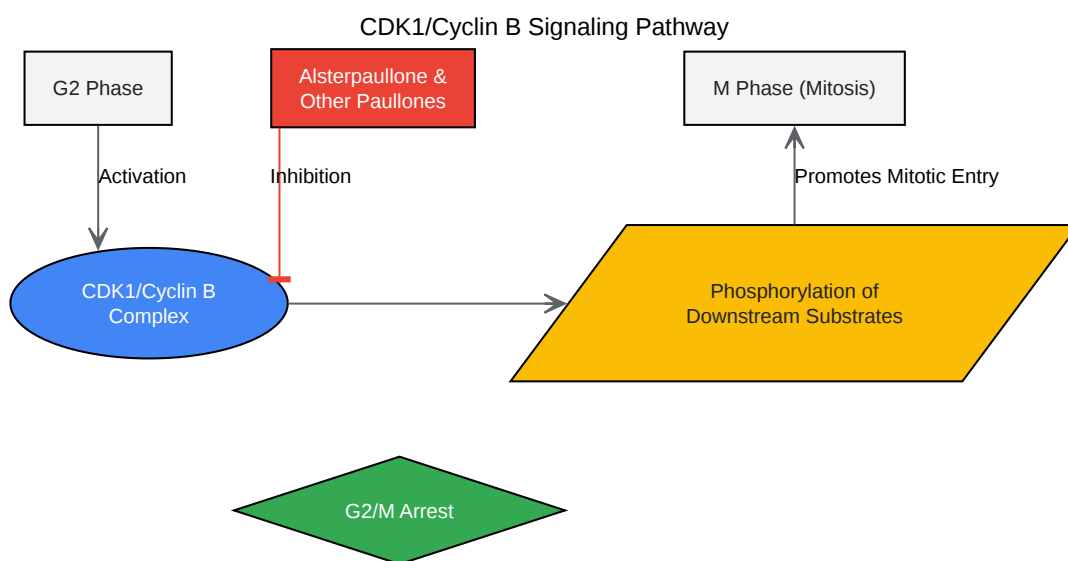 CDK1/Cyclin B Signaling Pathway
G2 Phase
Alsterpaullone &
Other Paullones
M Phase (Mitosis)
Activation
Inhibition
Promotes Mitotic Entry
CDK1/Cyclin B
Complex
Phosphorylation of
Downstream Substrates
G2/M Arrest